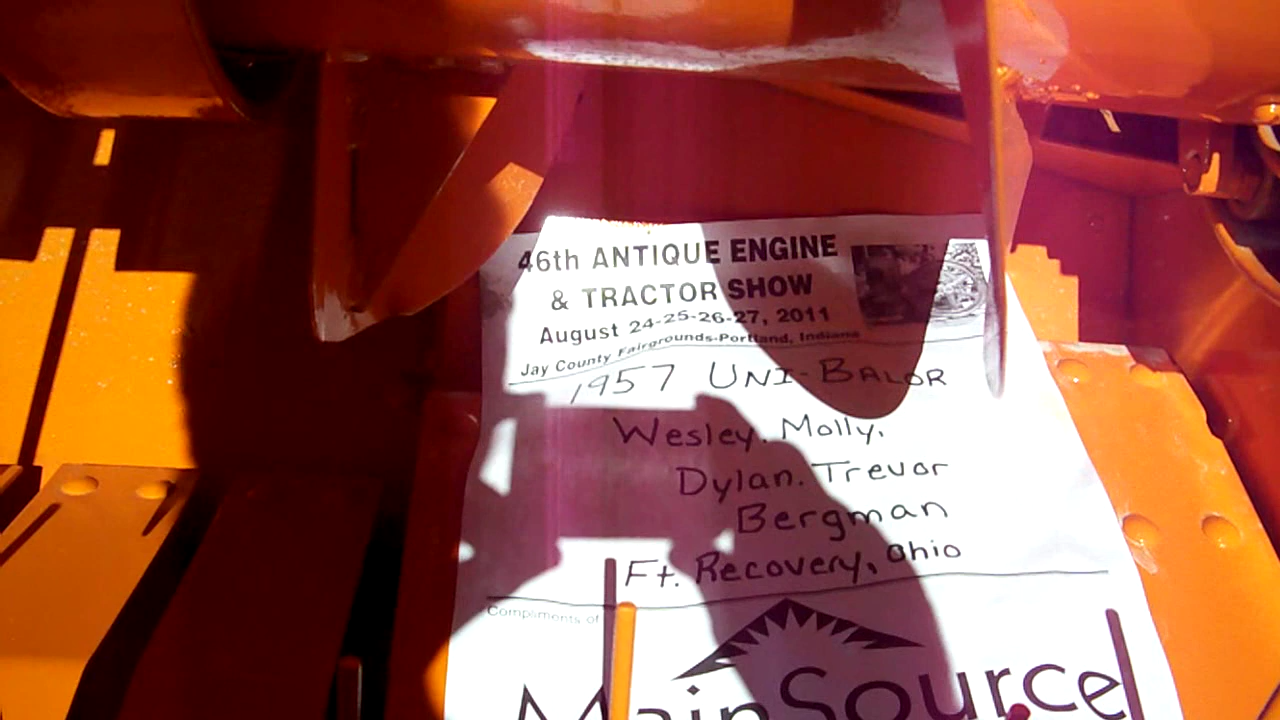 46th ANTIQUE ENGINE
& TRACTOR SHOW
August 24-25-26-27, 2011
Jay County Fairgrounds-Portland, Indiana
1957 UNI-BALOR
Wesley, Molly,
Dylan, Trevor
Bergman
Ft. Recovery, Ohio
Compliments of
MainSource